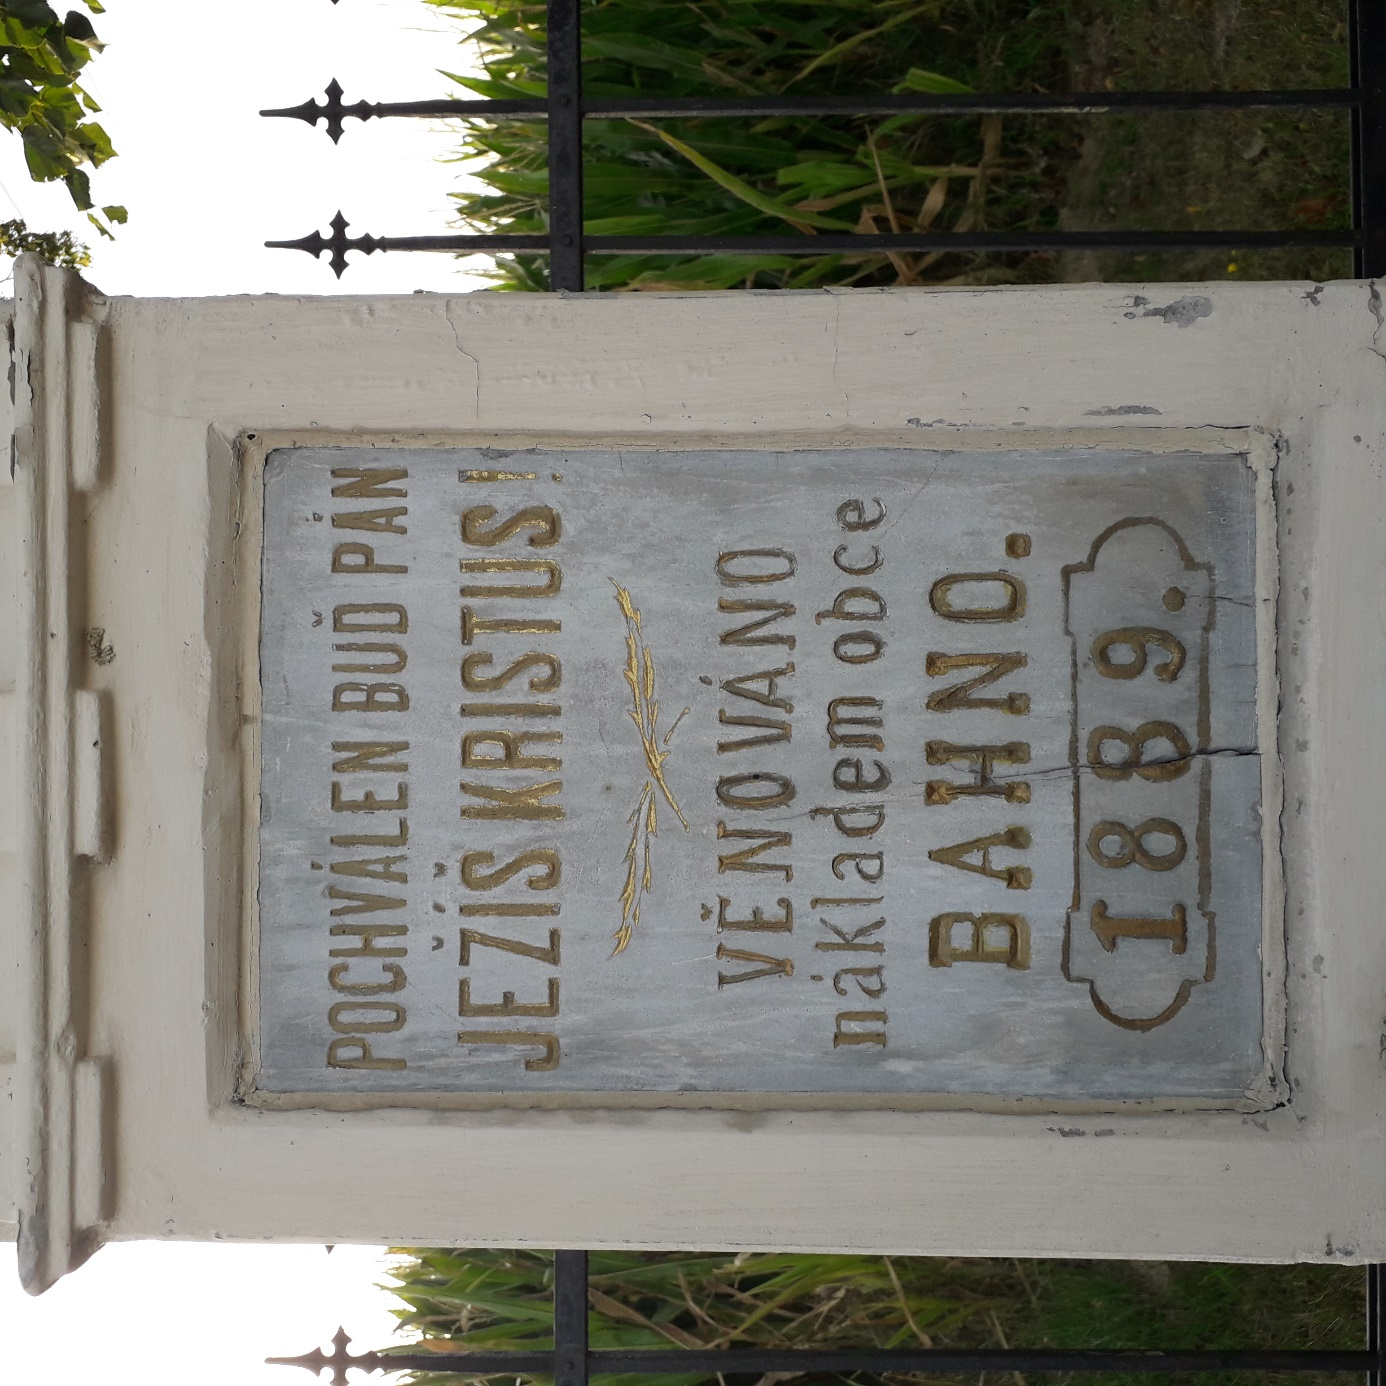 POCHVÁLEN BUĎ PÁN
JEŽÍŠ KRISTUS!
VĚNOVÁNO
nákladem obce
BAHNO.
1889.